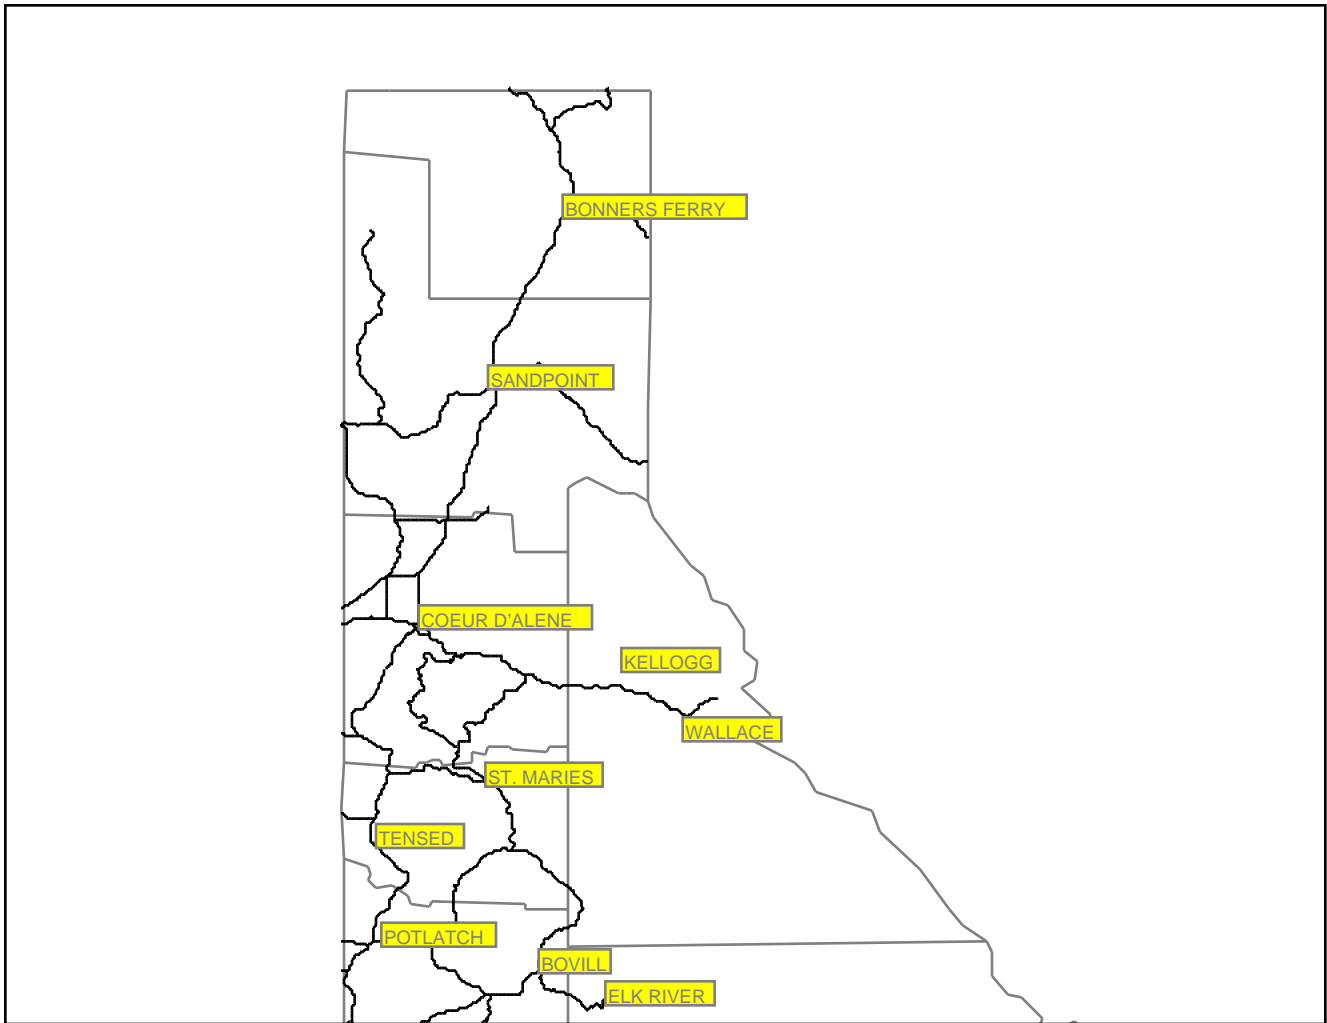 BONNERS FERRY
SANDPOINT
COEUR D'ALENE
KELLOGG
WALLACE
ST. MARIES
TENSED
POTLATCH
BOVILL
ELK RIVER